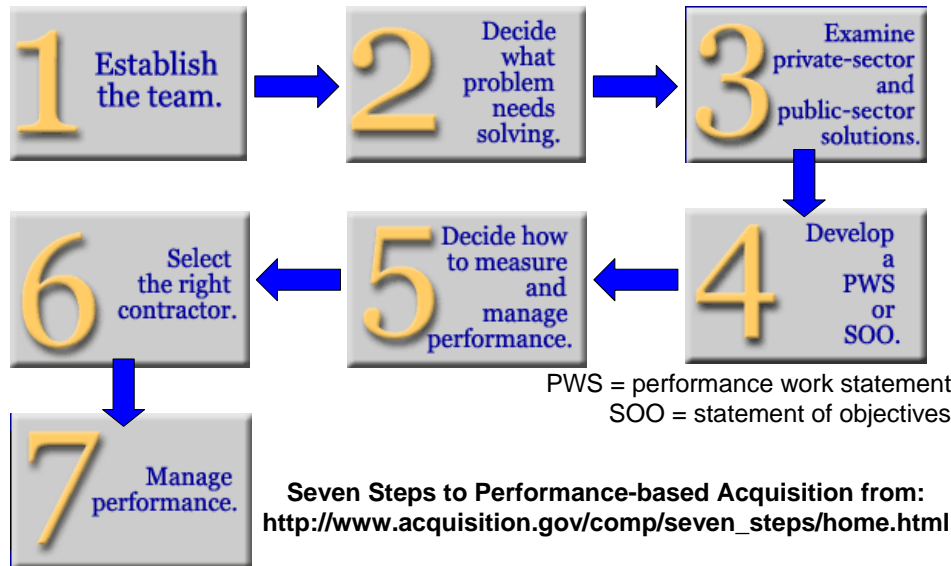 1
Establish
the team.
2
Decide
what
problem
needs
solving.
3
Examine
private-sector
and
public-sector
solutions.
4
Develop
a
PWS
or
SOO.
PWS = performance work statement
SOO = statement of objectives
5
Decide how
to measure
and
manage
performance.
6
Select
the right
contractor.
7
Manage
performance.
Seven Steps to Performance-based Acquisition from:
http://www.acquisition.gov/comp/seven_steps/home.html